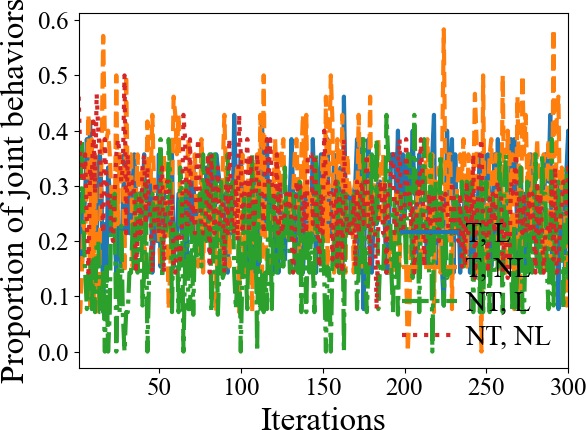 Proportion of joint behaviors
0.6
0.5
0.4
0.3
0.2
0.1
0.0
T, L
T, NL
NT, L
NT, NL
50
100
150
200
250
300
Iterations